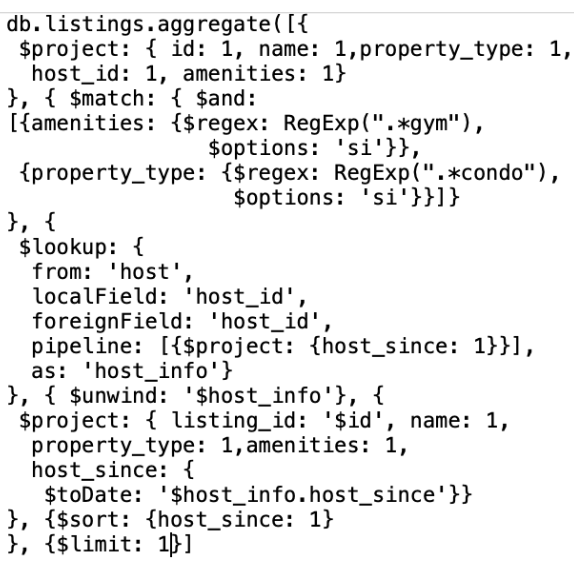 db.listings.aggregate([{
$project: { id: 1, name: 1,property_type: 1,
host_id: 1, amenities: 1}
}, { $match: { $and:
[{amenities: {$regex: RegExp(".*gym"),
$options: 'si'}},
{property_type: {$regex: RegExp(".*condo"),
$options: 'si'}}]}
}, {
$lookup: {
from: 'host',
localField: 'host_id',
foreignField: 'host_id',
pipeline: [{$project: {host_since: 1}}],
as: 'host_info'}
}, { $unwind: '$host_info'}, {
$project: { listing_id: '$id', name: 1,
property_type: 1,amenities: 1,
host_since: {
$toDate: '$host_info.host_since'}}
}, {$sort: {host_since: 1}
}, {$limit: 1}]